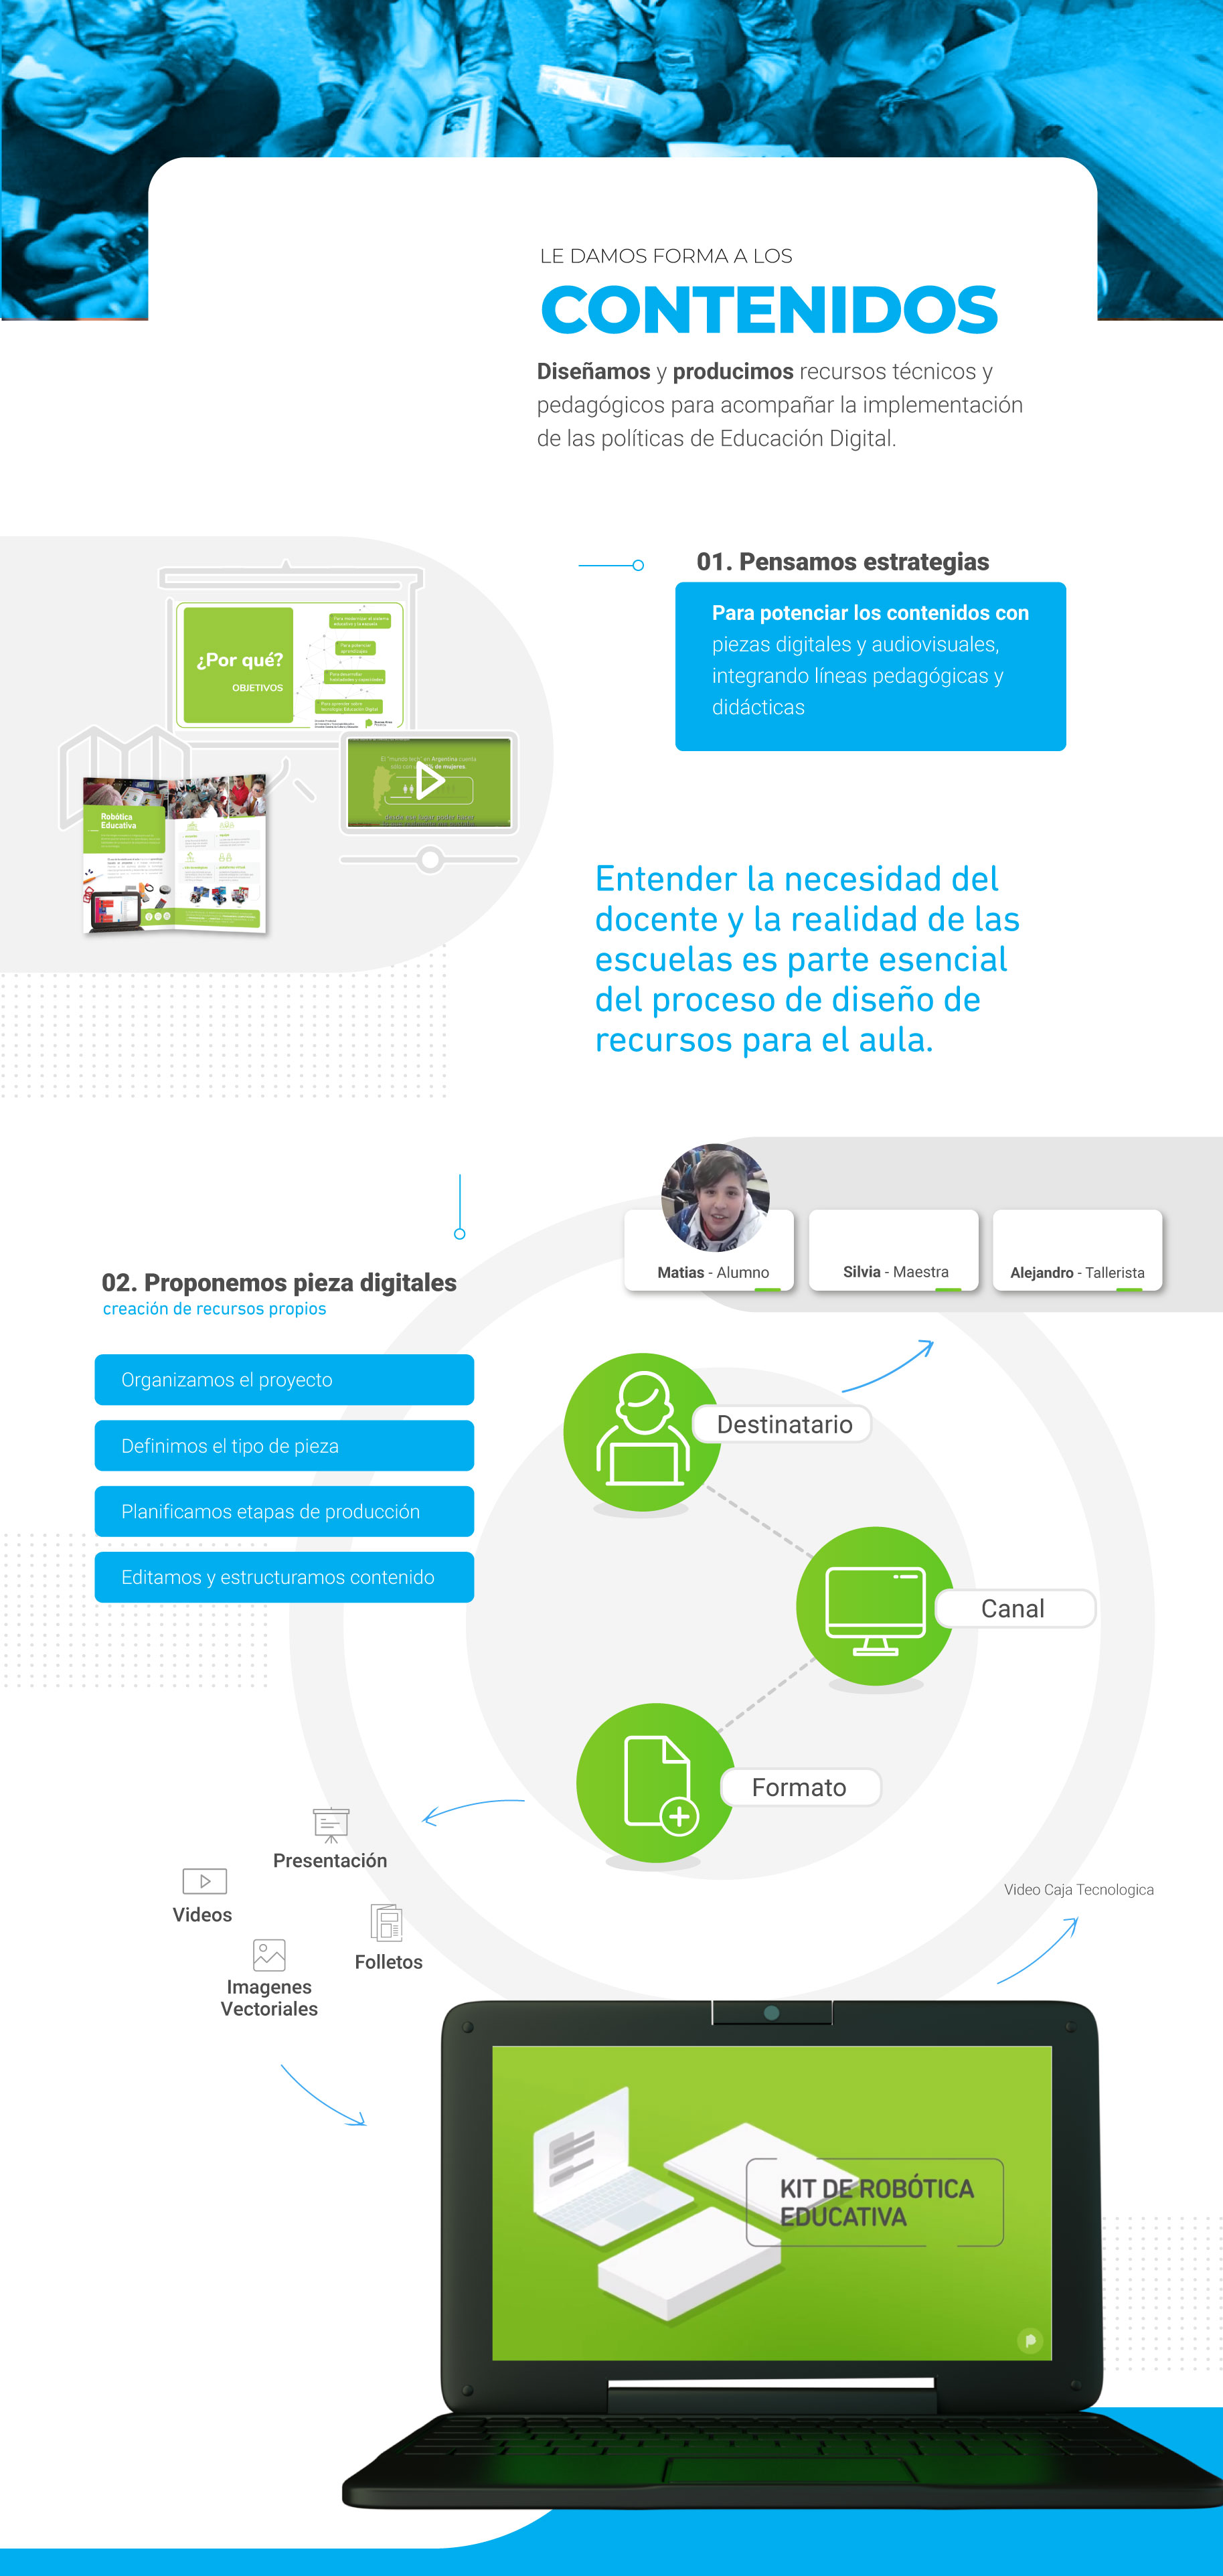 LE DAMOS FORMA A LOS
CONTENIDOS
Diseñamos y producimos recursos técnicos y
pedagógicos para acompañar la implementación
de las políticas de Educación Digital.
01. Pensamos estrategias
Para potenciar los contenidos con
piezas digitales y audiovisuales,
integrando líneas pedagógicas y
didácticas
¿Por qué?
OBJETIVOS
Robótica
Educativa
Entender la necesidad del
docente y la realidad de las
escuelas es parte esencial
del proceso de diseño de
recursos para el aula.
Matias - Alumno
Silvia - Maestra
Alejandro - Tallerista
02. Proponemos pieza digitales
creación de recursos propios
Organizamos el proyecto
Definimos el tipo de pieza
Planificamos etapas de producción
Editamos y estructuramos contenido
Destinatario
Canal
Formato
Presentación
Videos
Folletos
Imagenes
Vectoriales
Video Caja Tecnologica
KIT DE ROBÓTICA
EDUCATIVA